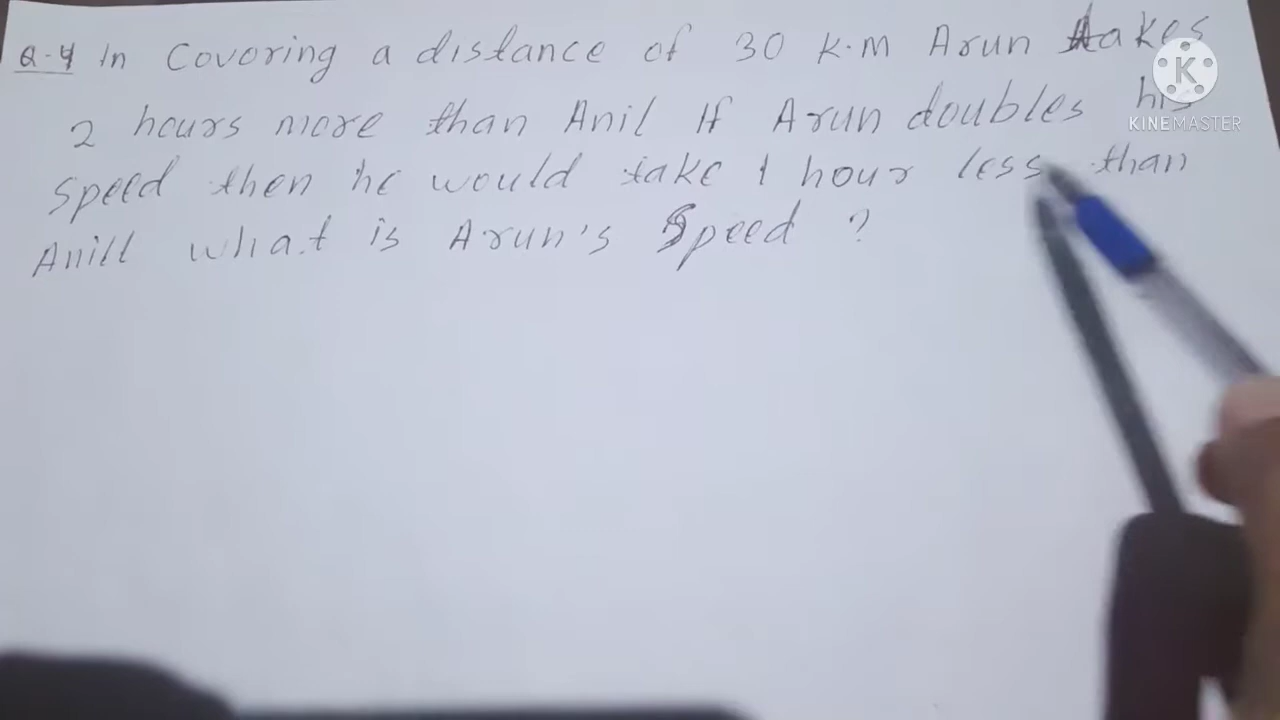 Q-4 In Covoring a distance of 30 k.m Arun takes
2 hours more than Anil If Arun doubles his
speed then he would take 1 hour less than
Anill what is Arun's Speed ?
K
KINEMASTER